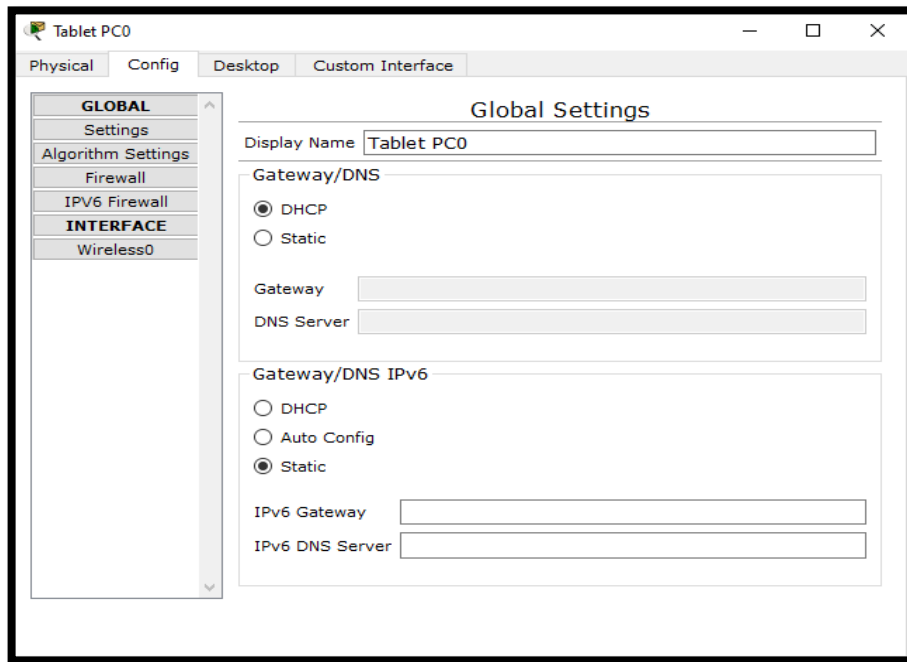 Tablet PC0
Physical Config Desktop Custom Interface
GLOBAL
Settings
Algorithm Settings
Firewall
IPV6 Firewall
INTERFACE
Wireless0
Global Settings
Display Name Tablet PC0
Gateway/DNS
DHCP
Static
Gateway
DNS Server
Gateway/DNS IPv6
DHCP
Auto Config
Static
IPv6 Gateway
IPv6 DNS Server